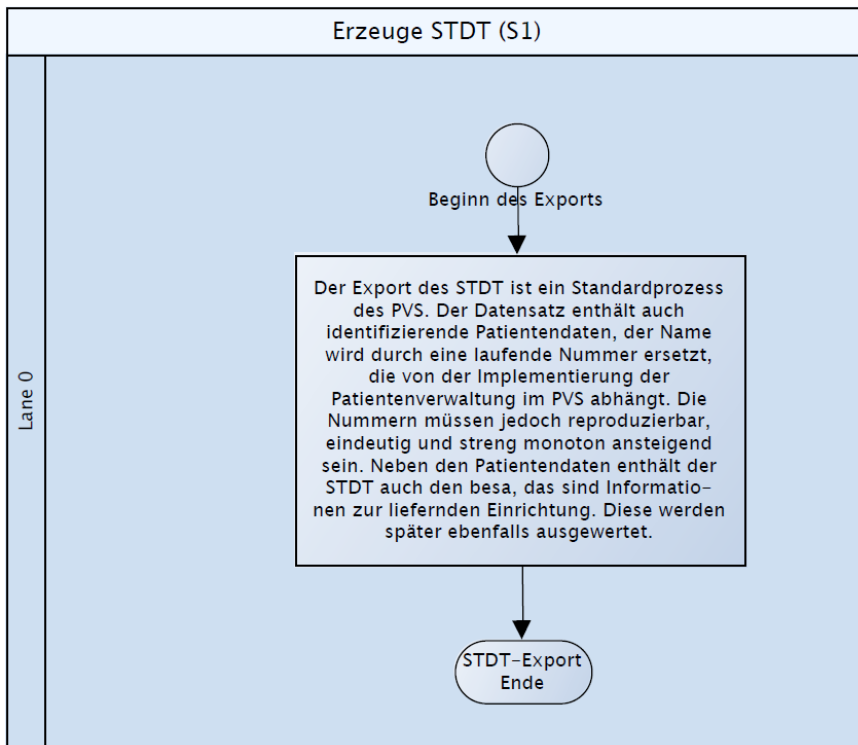 Erzeuge STDT (S1)
Lane 0
Beginn des Exports
Der Export des STDT ist ein Standardprozess
des PVS. Der Datensatz enthält auch
identifizierende Patientendaten, der Name
wird durch eine laufende Nummer ersetzt,
die von der Implementierung der
Patientenverwaltung im PVS abhängt. Die
Nummern müssen jedoch reproduzierbar,
eindeutig und streng monoton ansteigend
sein. Neben den Patientendaten enthält der
STDT auch den besa, das sind Informatio-
nen zur liefernden Einrichtung. Diese werden
später ebenfalls ausgewertet.
STDT-Export
Ende